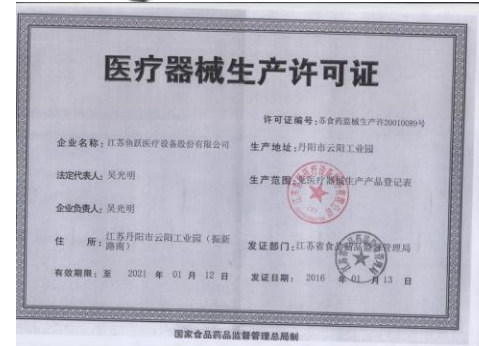 医疗器械生产许可证
许可证编号：苏食药监械生产许20010089号
企业名称：江苏鱼跃医疗设备股份有限公司
生产地址：丹阳市云阳工业园
法定代表人：吴光明
生产范围：见医疗器械生产产品登记表
企业负责人：吴光明
住　　所：江苏丹阳市云阳工业园（振新
路南）
发证部门：江苏省食品药品监督管理局
有效期限：至 2021 年 01 月 12 日
发证日期： 2016 年 01 月 13 日
国家食品药品监督管理总局制